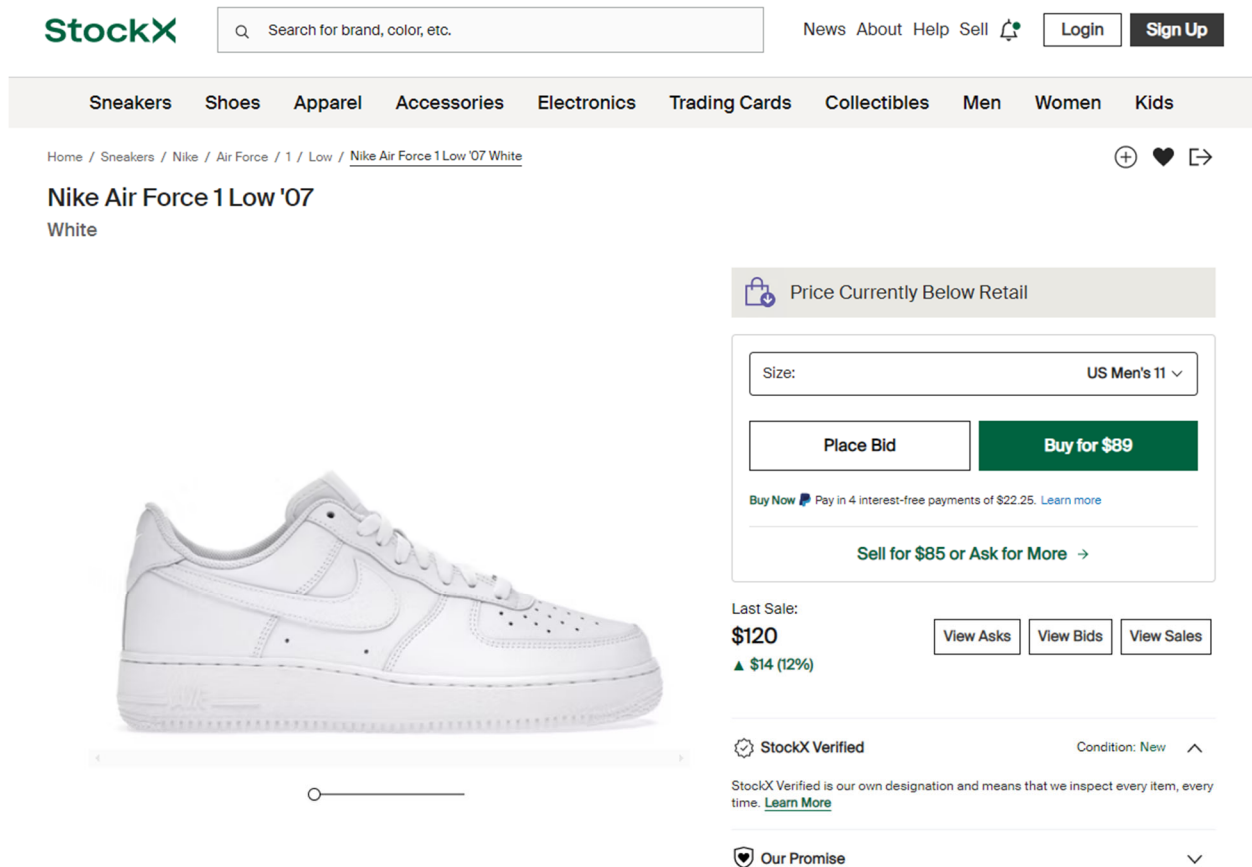 StockX
Search for brand, color, etc.
News About Help Sell
Login
Sign Up
Sneakers Shoes Apparel Accessories Electronics Trading Cards Collectibles Men Women Kids
Home / Sneakers / Nike / Air Force / 1 / Low / Nike Air Force 1 Low '07 White
Nike Air Force 1 Low '07
White
Price Currently Below Retail
Size: US Men's 11
Place Bid
Buy for $89
Buy Now Pay in 4 interest-free payments of $22.25. Learn more
Sell for $85 or Ask for More →
Last Sale:
$120
▲ $14 (12%)
View Asks
View Bids
View Sales
StockX Verified
Condition: New
StockX Verified is our own designation and means that we inspect every item, every
time. Learn More
Our Promise
AIR